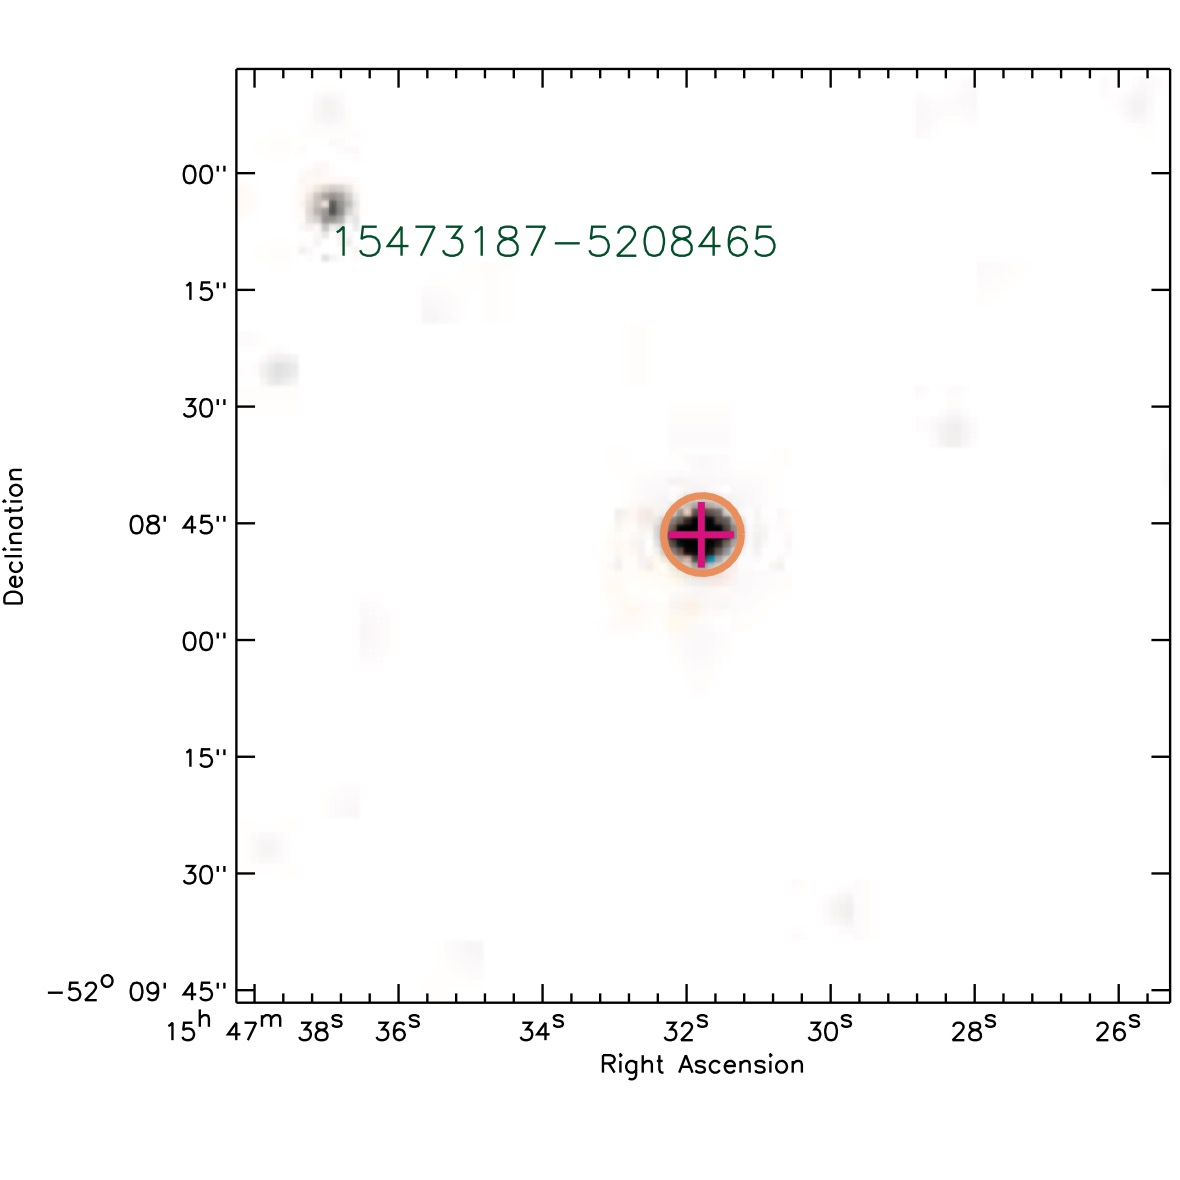 00"
15473187-5208465
15"
30"
08' 45"
00"
15"
30"
-52° 09' 45"
Declination
15h 47m 38s 36s 34s 32s 30s 28s 26s
Right Ascension